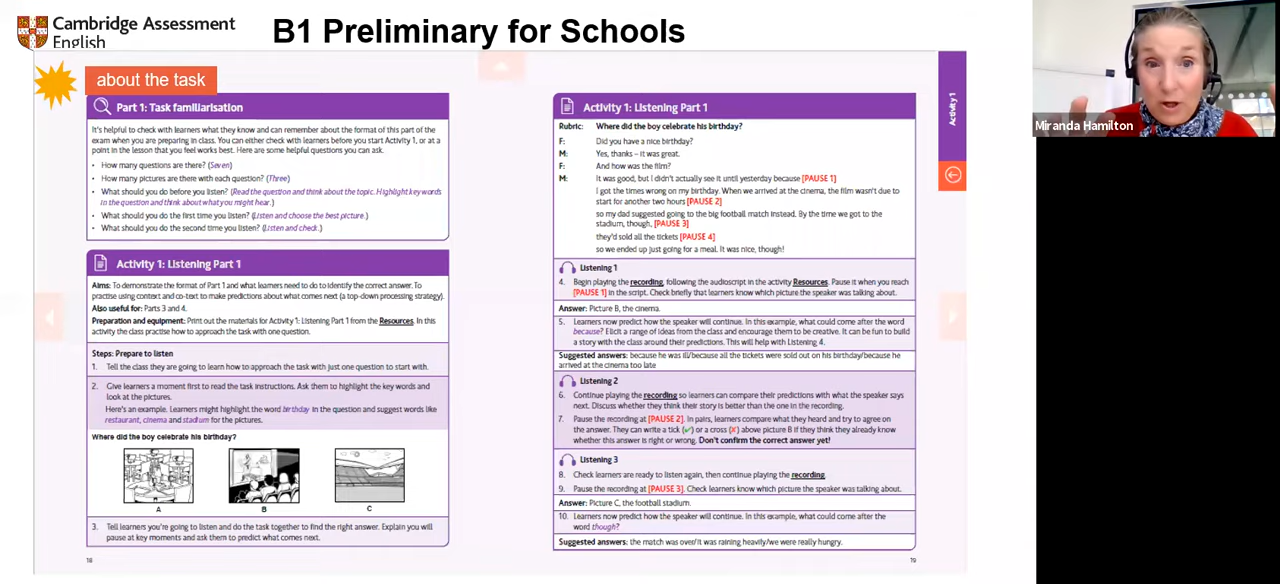 Cambridge Assessment
English
B1 Preliminary for Schools
about the task
Part 1: Task familiarisation
It's helpful to check with learners what they know and can remember about the format of this part of the
exam when you are preparing in class. You can either check with learners before you start Activity 1, or at a
point in the lesson that you feel works best. Here are some helpful questions you can ask.
• How many questions are there? (Seven)
• How many pictures are there with each question? (Three)
• What should you do before you listen? (Read the question and think about the topic. Highlight key words
in the question and think about what you might hear.)
• What should you do the first time you listen? (Listen and choose the best picture.)
• What should you do the second time you listen? (Listen and check.)
Activity 1: Listening Part 1
Aims: To demonstrate the format of Part 1 and what learners need to do to identify the correct answer. To
practise using context and co-text to make predictions about what comes next (a top-down processing strategy).
Also useful for: Parts 3 and 4.
Preparation and equipment: Print out the materials for Activity 1: Listening Part 1 from the Resources. In this
activity the class practise how to approach the task with one question.
Steps: Prepare to listen
1. Tell the class they are going to learn how to approach the task with just one question to start with.
2. Give learners a moment first to read the task instructions. Ask them to highlight the key words and
look at the pictures.
Here's an example. Learners might highlight the word birthday in the question and suggest words like
restaurant, cinema and stadium for the pictures.
Where did the boy celebrate his birthday?
A
B
C
3. Tell learners you're going to listen and do the task together to find the right answer. Explain you will
pause at key moments and ask them to predict what comes next.
18
Activity 1: Listening Part 1
Rubric: Where did the boy celebrate his birthday?
F: Did you have a nice birthday?
M: Yes, thanks – it was great.
F: And how was the film?
M: It was good, but I didn't actually see it until yesterday because [PAUSE 1]
I got the times wrong on my birthday. When we arrived at the cinema, the film wasn't due to
start for another two hours [PAUSE 2]
so my dad suggested going to the big football match instead. By the time we got to the
stadium, though, [PAUSE 3]
they'd sold all the tickets [PAUSE 4]
so we ended up just going for a meal. It was nice, though!
Listening 1
4. Begin playing the recording, following the audioscript in the activity Resources. Pause it when you reach
[PAUSE 1] in the script. Check briefly that learners know which picture the speaker was talking about.
Answer: Picture B, the cinema.
5. Learners now predict how the speaker will continue. In this example, what could come after the word
because? Elicit a range of ideas from the class and encourage them to be creative. It can be fun to build
a story with the class around their predictions. This will help with Listening 4.
Suggested answers: because he was ill/because all the tickets were sold out on his birthday/because he
arrived at the cinema too late
Listening 2
6. Continue playing the recording so learners can compare their predictions with what the speaker says
next. Discuss whether they think their story is better than the one in the recording.
7. Pause the recording at [PAUSE 2]. In pairs, learners compare what they heard and try to agree on
the answer. They can write a tick (✓) or a cross (✗) above picture B if they think they already know
whether this answer is right or wrong. Don't confirm the correct answer yet!
Listening 3
8. Check learners are ready to listen again, then continue playing the recording.
9. Pause the recording at [PAUSE 3]. Check learners know which picture the speaker was talking about.
Answer: Picture C, the football stadium.
10. Learners now predict how the speaker will continue. In this example, what could come after the
word though?
Suggested answers: the match was over/it was raining heavily/we were really hungry.
19
Activity 1
Miranda Hamilton